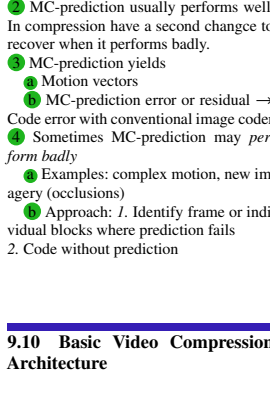 2 MC-prediction usually performs well
In compression have a second changce to
recover when it performs badly.
3 MC-prediction yields
a Motion vectors
b MC-prediction error or residual →
Code error with conventional image coder
4 Sometimes MC-prediction may per
form badly
a Examples: complex motion, new im
agery (occlusions)
b Approach: 1. Identify frame or indi
vidual blocks where prediction fails
2. Code without prediction
9.10 Basic Video Compression
Architecture